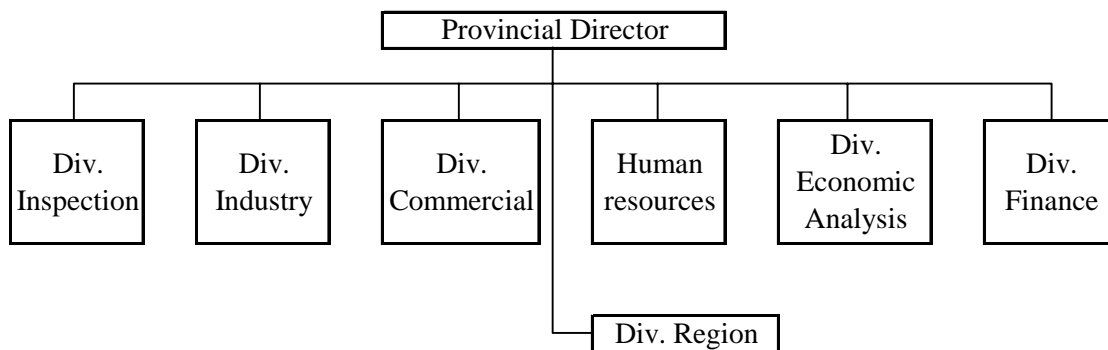 Provincial Director
Div.
Inspection
Div.
Industry
Div.
Commercial
Human
resources
Div.
Economic
Analysis
Div.
Finance
Div. Region